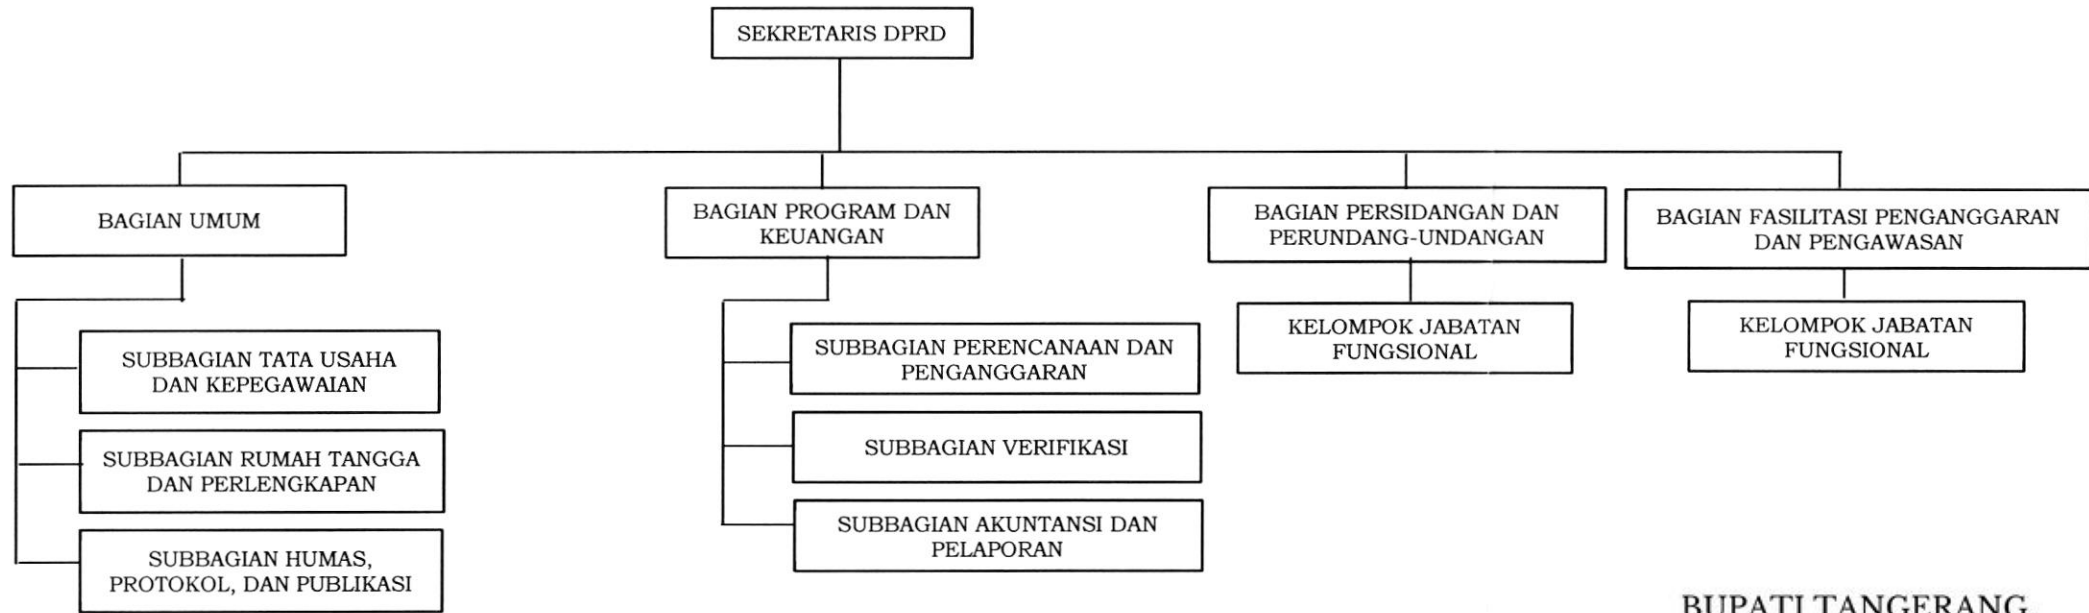 SEKRETARIS DPRD
BAGIAN UMUM
BAGIAN PROGRAM DAN
KEUANGAN
BAGIAN PERSIDANGAN DAN
PERUNDANG-UNDANGAN
BAGIAN FASILITASI PENGANGGARAN
DAN PENGAWASAN
SUBBAGIAN TATA USAHA
DAN KEPEGAWAIAN
SUBBAGIAN RUMAH TANGGA
DAN PERLENGKAPAN
SUBBAGIAN HUMAS,
PROTOKOL, DAN PUBLIKASI
SUBBAGIAN PERENCANAAN DAN
PENGANGGARAN
SUBBAGIAN VERIFIKASI
SUBBAGIAN AKUNTANSI DAN
PELAPORAN
KELOMPOK JABATAN
FUNGSIONAL
KELOMPOK JABATAN
FUNGSIONAL
BUPATI TANGERANG,